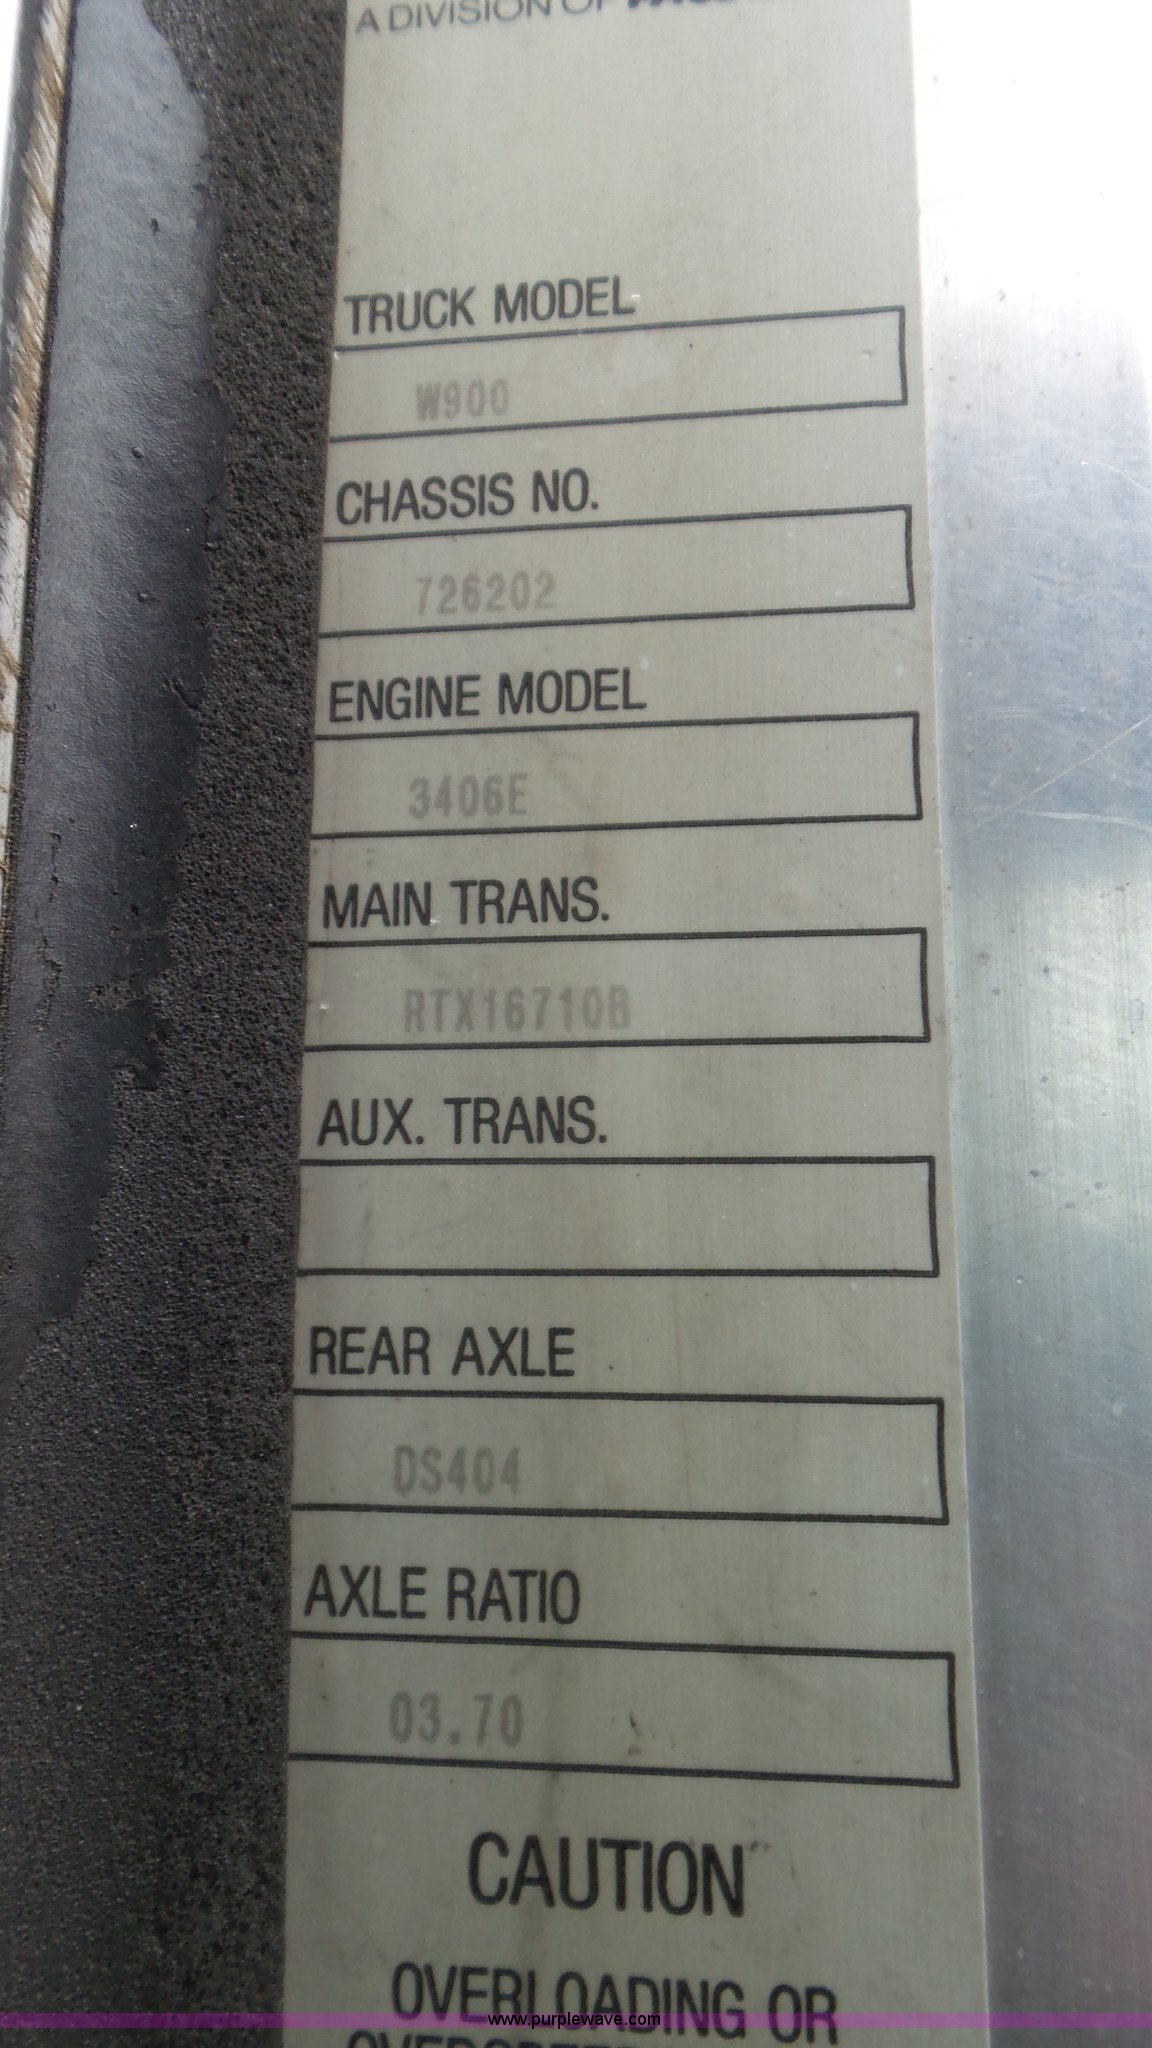 A DIVISION OF
TRUCK MODEL
W900
CHASSIS NO.
726202
ENGINE MODEL
3406E
MAIN TRANS.
RTX16710B
AUX. TRANS.
REAR AXLE
DS404
AXLE RATIO
03.70
CAUTION
OVERLOADING OR
www.purplewave.com